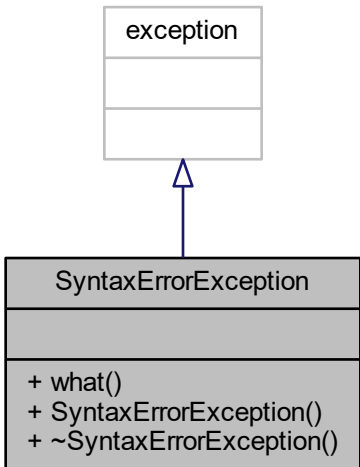 exception
SyntaxErrorException
+ what()
+ SyntaxErrorException()
+ ~SyntaxErrorException()